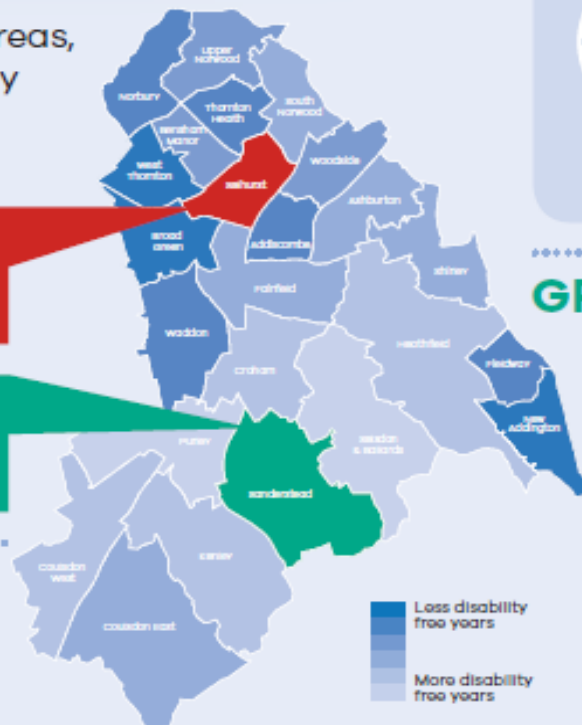 reas,
y
Upper
Norwood
Norbury
Thornton
Heath
South
Norwood
Bensham
Manor
West
Thornton
Woodside
Selhurst
Ashburton
Broad
Green
Addiscombe
Shirley
Fairfield
GP
Waddon
Heathfield
Fieldway
Croham
New
Addington
Purley
Selsdon
& Ballards
Sanderstead
Kenley
Coulsdon
West
Coulsdon East
Less disability
free years
More disability
free years